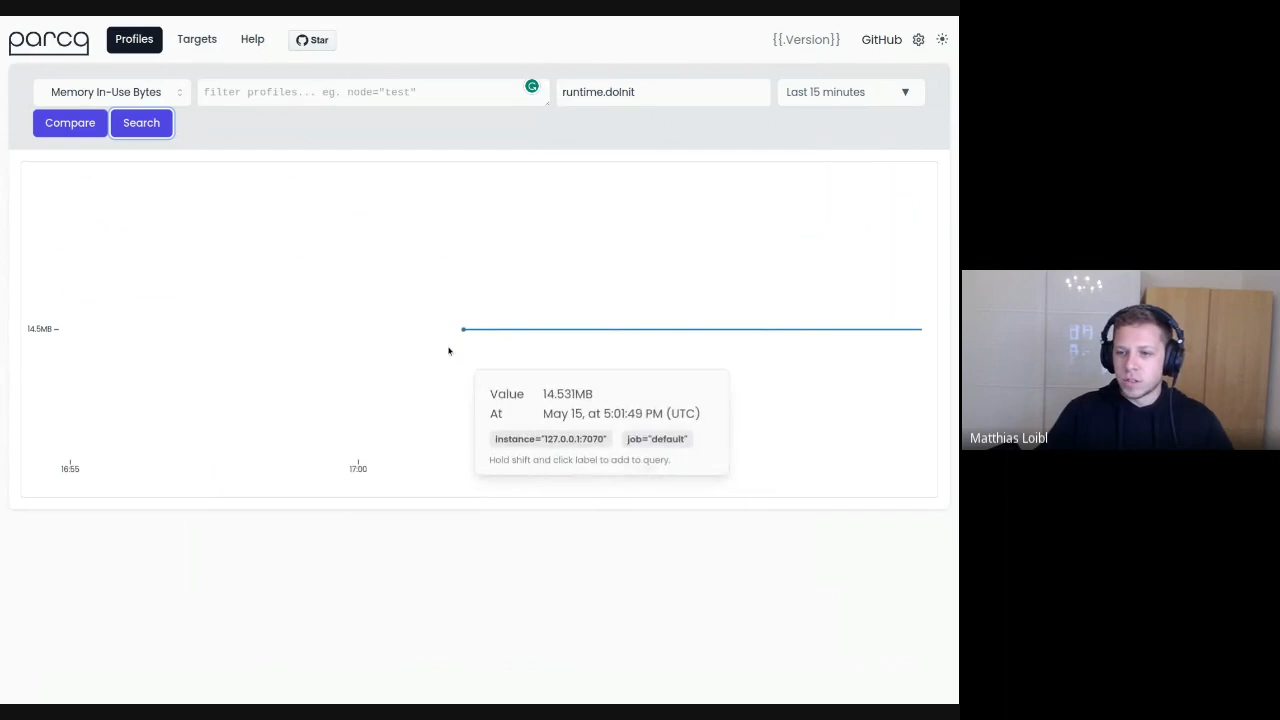 parca Profiles Targets Help Star {{.Version}} GitHub
Memory In-Use Bytes filter profiles... eg. node="test" runtime.doInit Last 15 minutes ▼
Compare Search
14.5MB
Value 14.531MB
At May 15, at 5:01:49 PM (UTC)
instance="127.0.0.1:7070" job="default"
Hold shift and click label to add to query.
16:55 17:00
Matthias Loibl